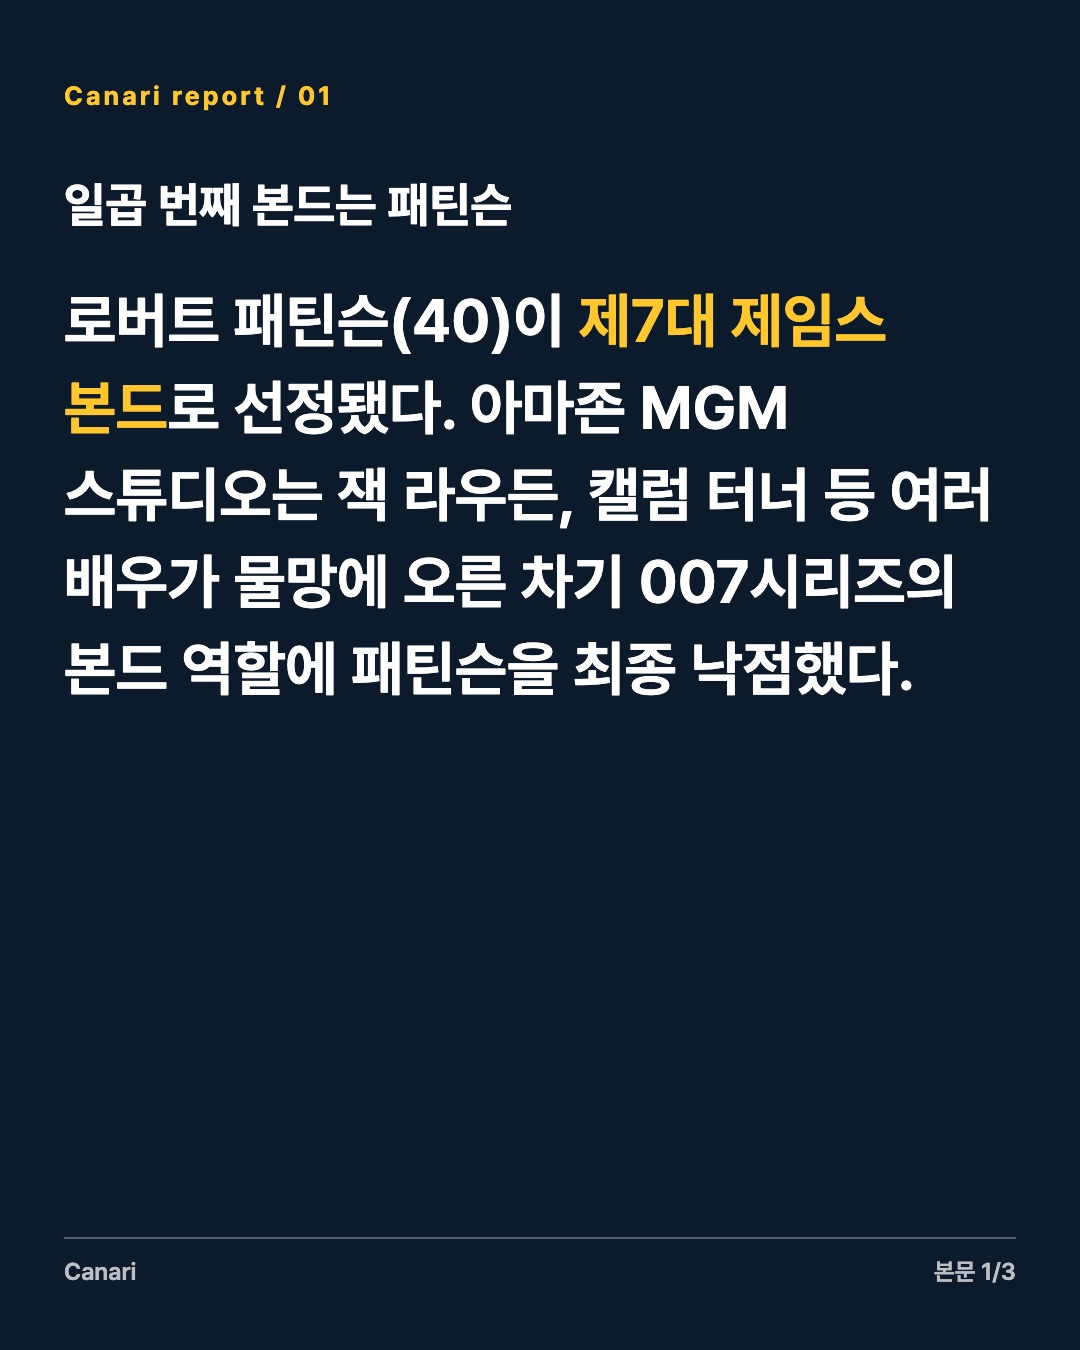 Canari report / 01
일곱 번째 본드는 패틴슨
로버트 패틴슨(40)이 제7대 제임스
본드로 선정됐다. 아마존 MGM
스튜디오는 잭 라우든, 캘럼 터너 등 여러
배우가 물망에 오른 차기 007시리즈의
본드 역할에 패틴슨을 최종 낙점했다.
Canari
본문 1/3